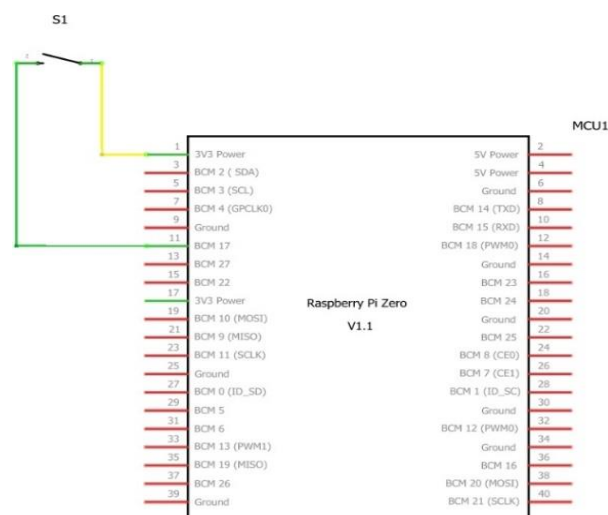 S1
MCU1
1
3V3 Power
3
BCM 2 ( SDA)
5
BCM 3 (SCL)
7
BCM 4 (GPCLK0)
9
Ground
11
BCM 17
13
BCM 27
15
BCM 22
17
3V3 Power
19
BCM 10 (MOSI)
21
BCM 9 (MISO)
23
BCM 11 (SCLK)
25
Ground
27
BCM 0 (ID_SD)
29
BCM 5
31
BCM 6
33
BCM 13 (PWM1)
35
BCM 19 (MISO)
37
BCM 26
39
Ground
Raspberry Pi Zero
V1.1
2
5V Power
4
5V Power
6
Ground
8
BCM 14 (TXD)
10
BCM 15 (RXD)
12
BCM 18 (PWM0)
14
Ground
16
BCM 23
18
BCM 24
20
Ground
22
BCM 25
24
BCM 8 (CE0)
26
BCM 7 (CE1)
28
BCM 1 (ID_SC)
30
Ground
32
BCM 12 (PWM0)
34
Ground
36
BCM 16
38
BCM 20 (MOSI)
40
BCM 21 (SCLK)